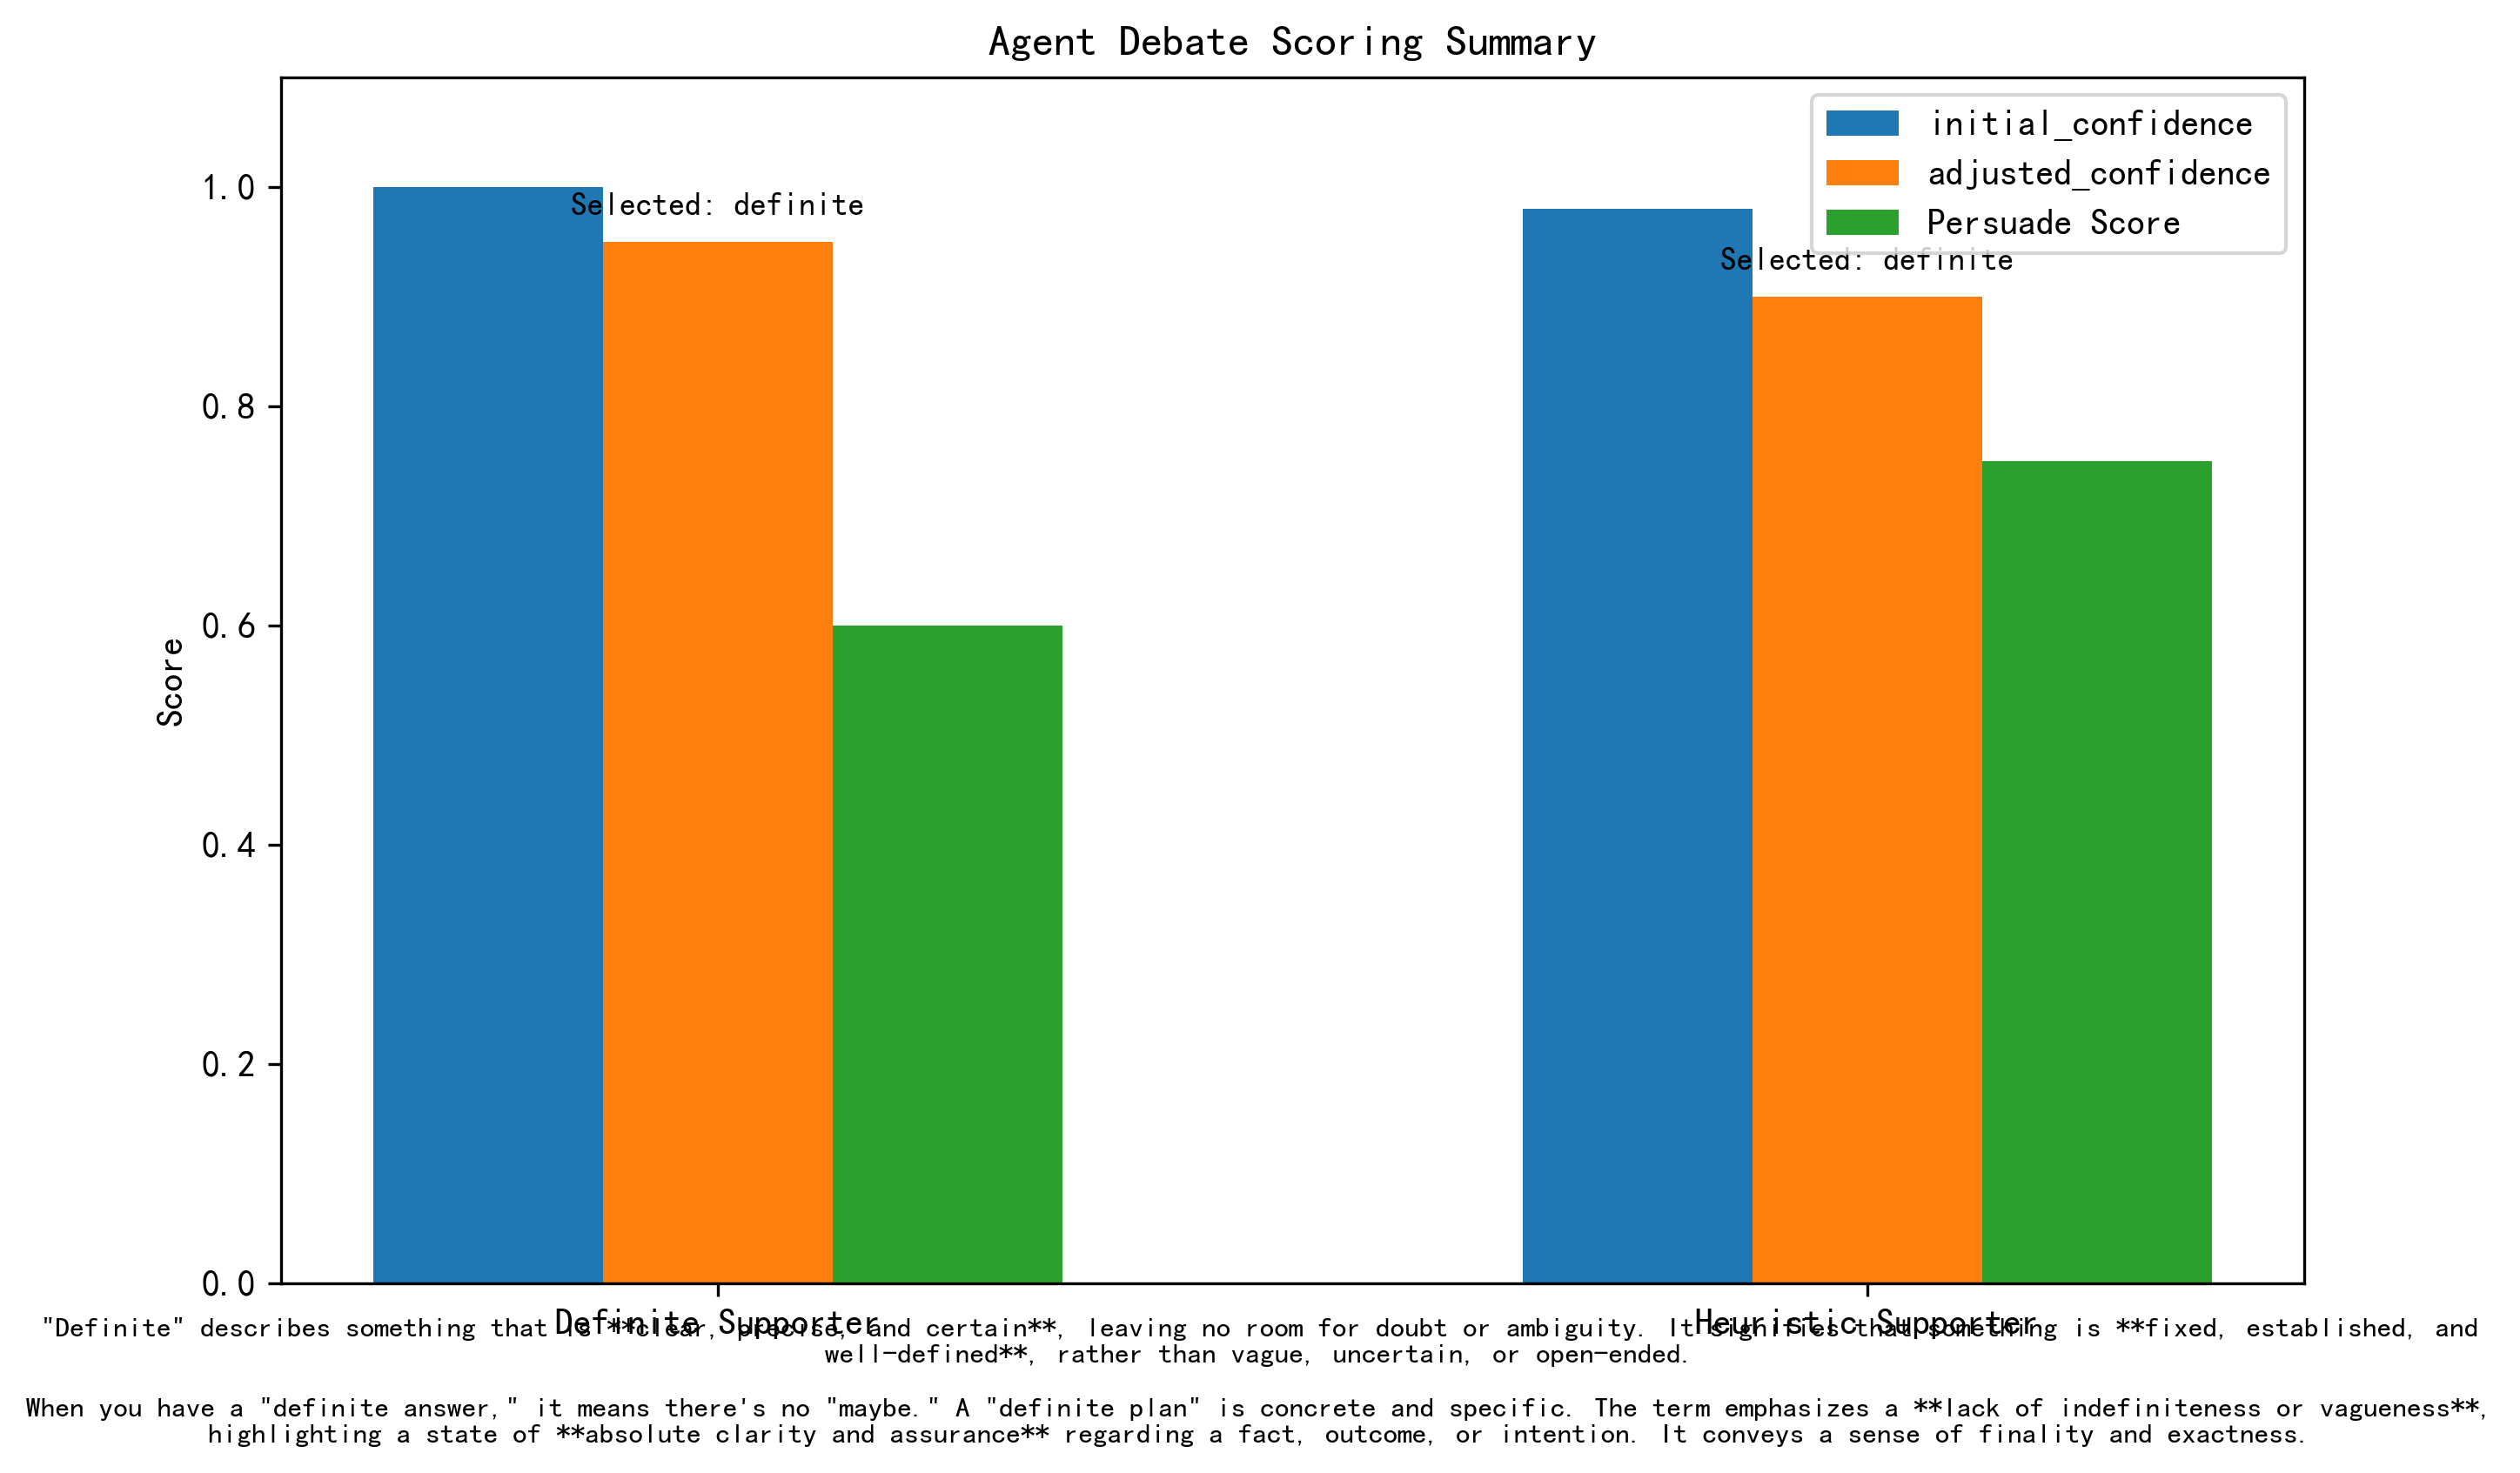 Agent Debate Scoring Summary
initial_confidence
adjusted_confidence
Persuade Score
Selected: definite
Selected: definite
1.0
0.8
0.6
0.4
0.2
0.0
Score
Definite Supporter
Heuristic Supporter
"Definite" describes something that is **clear, precise, and certain**, leaving no room for doubt or ambiguity. It signifies that something is **fixed, established, and
well-defined**, rather than vague, uncertain, or open-ended.
When you have a "definite answer," it means there's no "maybe." A "definite plan" is concrete and specific. The term emphasizes a **lack of indefiniteness or vagueness**,
highlighting a state of **absolute clarity and assurance** regarding a fact, outcome, or intention. It conveys a sense of finality and exactness.